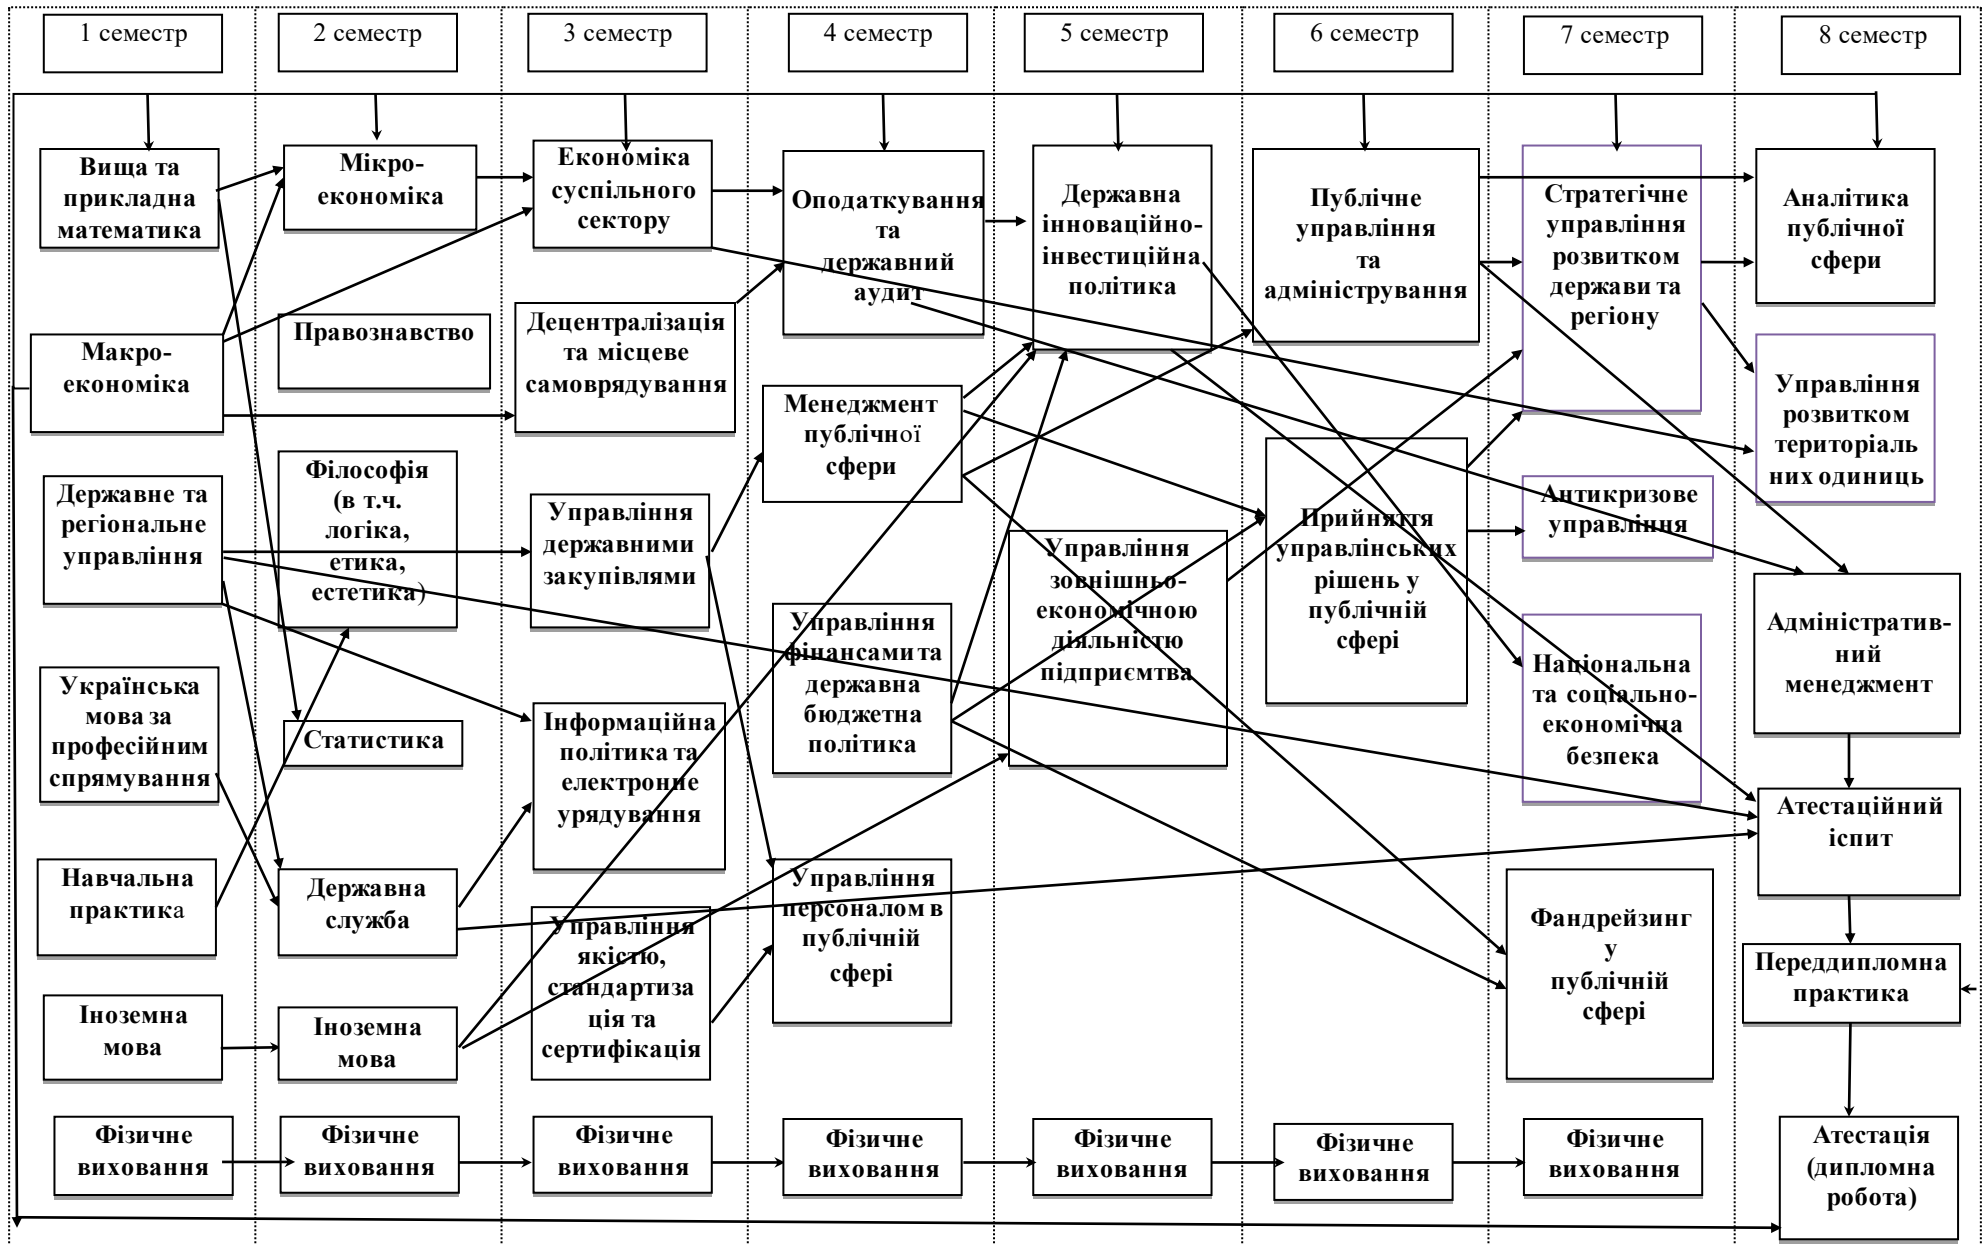 1 семестр
2 семестр
3 семестр
4 семестр
5 семестр
6 семестр
7 семестр
8 семестр
Вища та
прикладна
математика
Макро-
економіка
Державне та
регіональне
управління
Українська
мова за
професійним
спрямування
Навчальна
практика
Іноземна
мова
Фізичне
виховання
Мікро-
економіка
Правознавство
Філософія
(в т.ч.
логіка,
етика,
естетика)
Статистика
Державна
служба
Іноземна
мова
Фізичне
виховання
Економіка
суспільного
сектору
Децентралізація
та місцеве
самоврядування
Управління
державними
закупівлями
Інформаційна
політика та
електронне
урядування
Управління
якістю,
стандартиза
ція та
сертифікація
Фізичне
виховання
Оподаткування
та
державний
аудит
Менеджмент
публічної
сфери
Управління
фінансами та
державна
бюджетна
політика
Управління
персоналом в
публічній
сфері
Фізичне
виховання
Державна
інноваційно-
інвестиційна
політика
Управління
зовнішньо-
економічною
діяльністю
підприємтва
Фізичне
виховання
Публічне
управління
та
адміністрування
Прийняття
управлінських
рішень у
публічній
сфері
Фізичне
виховання
Стратегічне
управління
розвитком
держави та
регіону
Антикризове
управління
Національна
та соціально-
економічна
безпека
Фандрейзинг
у
публічній
сфері
Фізичне
виховання
Аналітика
публічної
сфери
Управління
розвитком
територіаль
них одиниць
Адміністратив-
ний
менеджмент
Атестаційний
іспит
Переддипломна
практика
Атестація
(дипломна
робота)